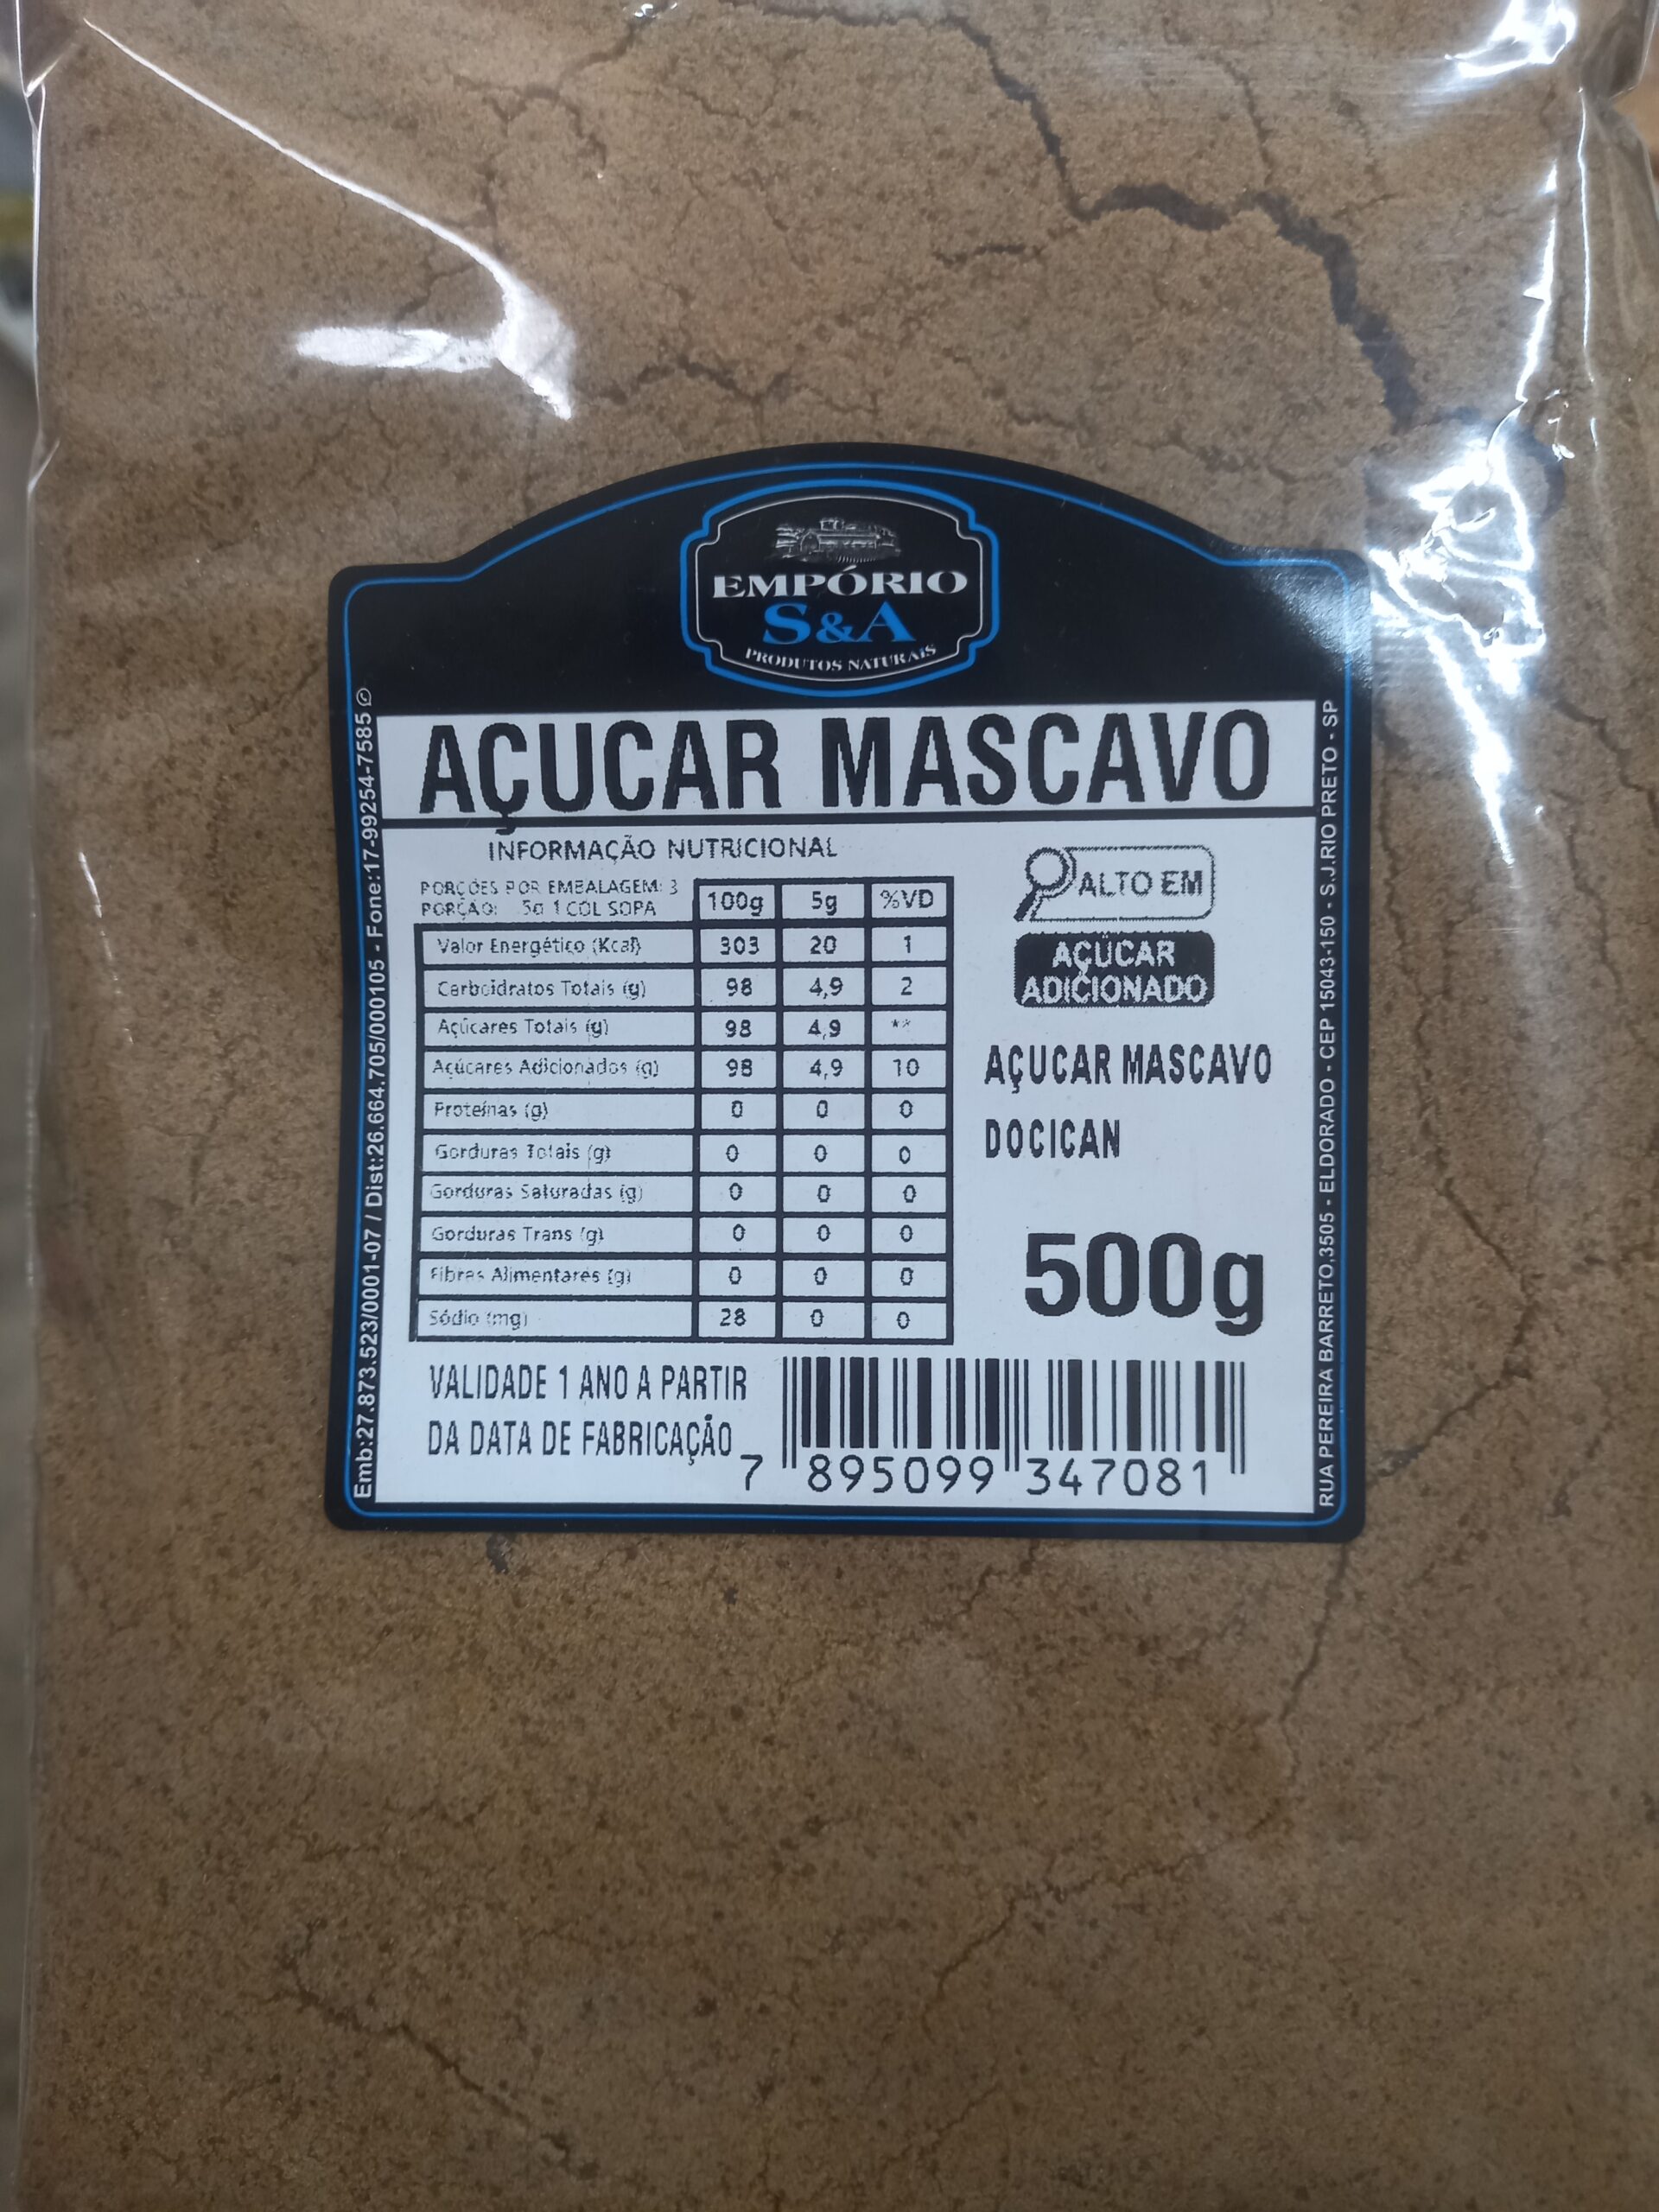 EMPÓRIO
S&A
PRODUTOS NATURAIS
AÇUCAR MASCAVO
INFORMAÇÃO NUTRICIONAL
PORÇÕES POR EMBALAGEM: 3
PORÇÃO: 5g 1 COL SOPA
100g 5g %VD
Valor Energético (Kcal) 303 20 1
Carboidratos Totais (g) 98 4,9 2
Açúcares Totais (g) 98 4,9 **
Açúcares Adicionados (g) 98 4,9 10
Proteínas (g) 0 0 0
Gorduras Totais (g) 0 0 0
Gorduras Saturadas (g) 0 0 0
Gorduras Trans (g) 0 0 0
Fibras Alimentares (g) 0 0 0
Sódio (mg) 28 0 0
ALTO EM
AÇÚCAR
ADICIONADO
AÇUCAR MASCAVO
DOCICAN
500g
VALIDADE 1 ANO A PARTIR
DA DATA DE FABRICAÇÃO
7 895099 347081
Emb:27.873.523/0001-07 / Dist:26.664.705/000105 - Fone:17-99254-7585
RUA PEREIRA BARRETO,3505 - ELDORADO - CEP 15043-150 - S.J.RIO PRETO - SP